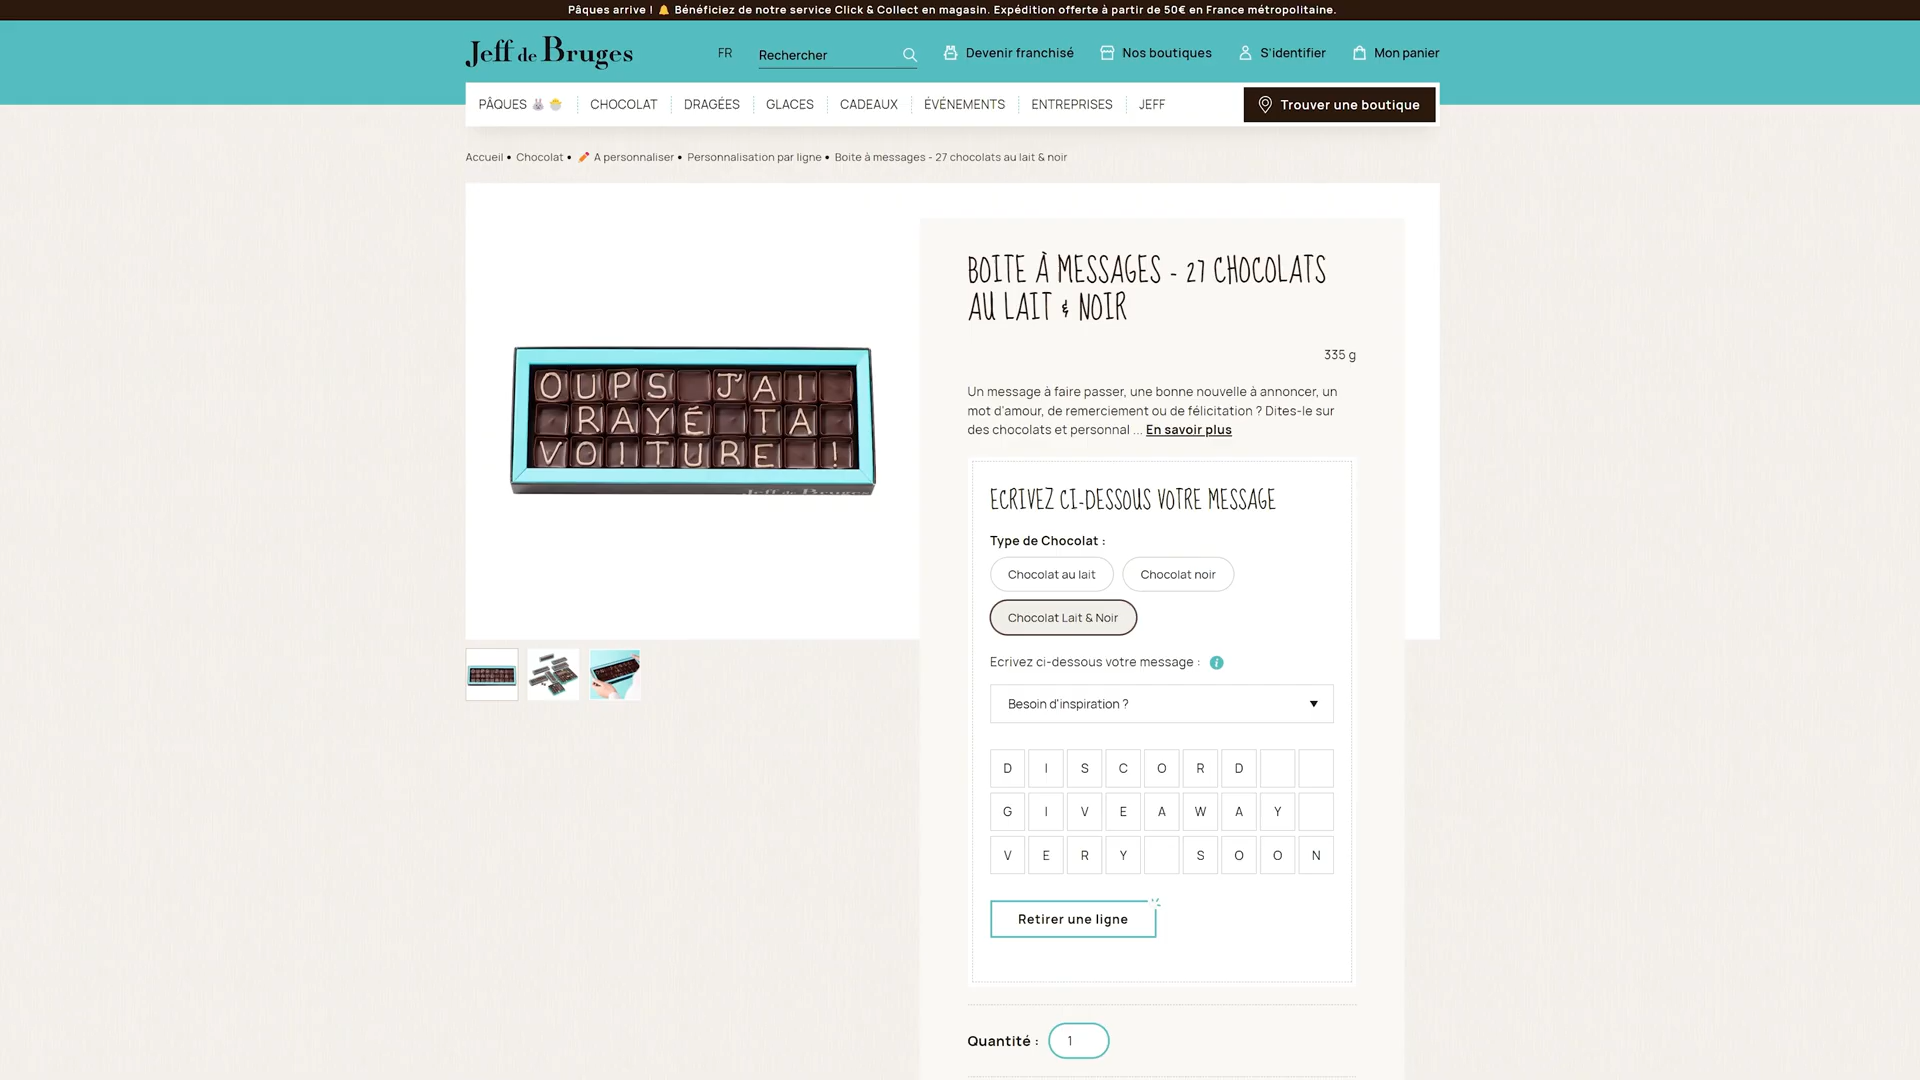 Pâques arrive ! 🔔 Bénéficiez de notre service Click & Collect en magasin. Expédition offerte à partir de 50€ en France métropolitaine.
Jeff de Bruges
FR
Rechercher
Devenir franchisé
Nos boutiques
S'identifier
Mon panier
PÂQUES
CHOCOLAT
DRAGÉES
GLACES
CADEAUX
ÉVÉNEMENTS
ENTREPRISES
JEFF
Trouver une boutique
Accueil • Chocolat • A personnaliser • Personnalisation par ligne • Boite à messages - 27 chocolats au lait & noir
OUPS J'AI
RAYÉ TA
VOITURE !
Jeff de Bruges
BOITE À MESSAGES - 27 CHOCOLATS
AU LAIT & NOIR
335 g
Un message à faire passer, une bonne nouvelle à annoncer, un
mot d'amour, de remerciement ou de félicitation ? Dites-le sur
des chocolats et personnal ... En savoir plus
ECRIVEZ CI-DESSOUS VOTRE MESSAGE
Type de Chocolat :
Chocolat au lait
Chocolat noir
Chocolat Lait & Noir
Ecrivez ci-dessous votre message : i
Besoin d'inspiration ?
D I S C O R D
G I V E A W A Y
V E R Y S O O N
Retirer une ligne
Quantité : 1